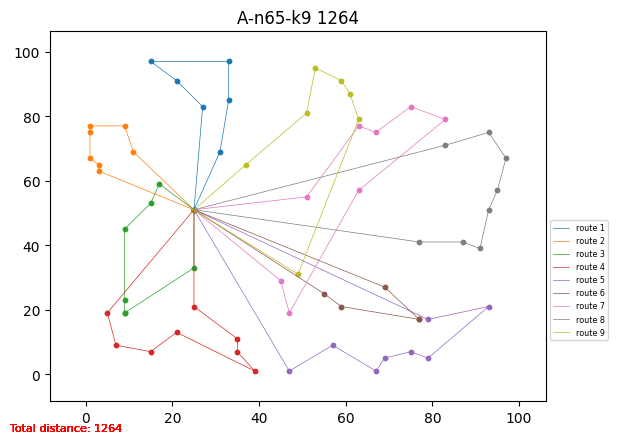 A-n65-k9 1264
100
80
60
40
20
0
0 20 40 60 80 100
route 1
route 2
route 3
route 4
route 5
route 6
route 7
route 8
route 9
Total distance: 1264